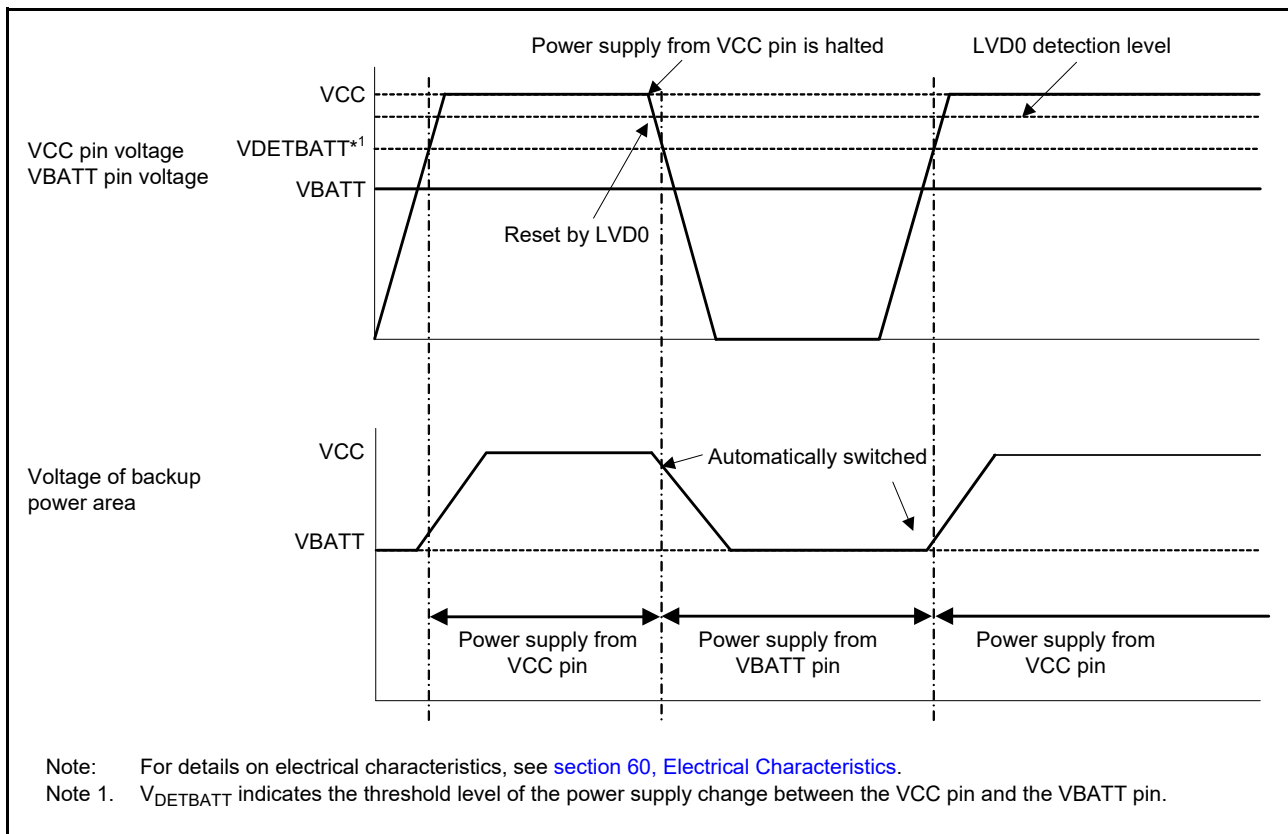 Power supply from VCC pin is halted
LVD0 detection level
VCC
VCC pin voltage
VBATT pin voltage
VDETBATT*1
VBATT
Reset by LVD0
Voltage of backup
power area
VCC
Automatically switched
VBATT
Power supply from
VCC pin
Power supply from
VBATT pin
Power supply from
VCC pin
Note: For details on electrical characteristics, see section 60, Electrical Characteristics.
Note 1. VDETBATT indicates the threshold level of the power supply change between the VCC pin and the VBATT pin.